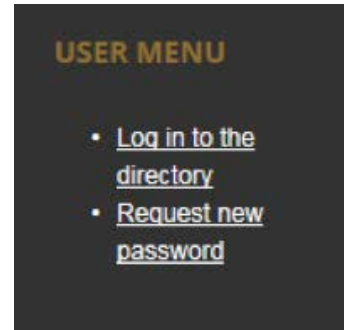 USER MENU
• Log in to the
directory
• Request new
password